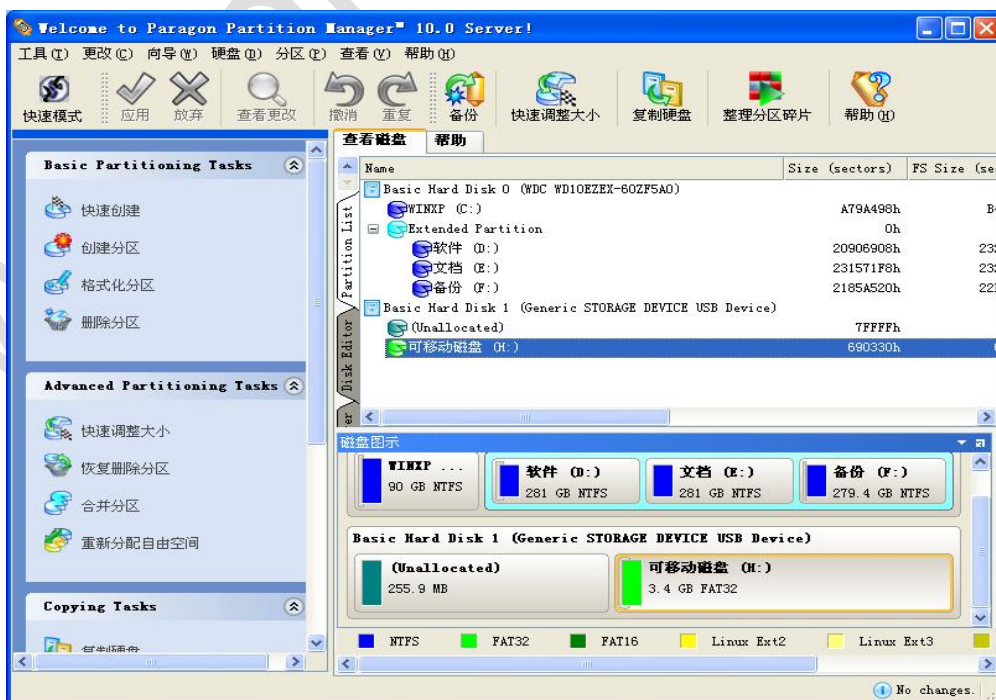 Welcome to Paragon Partition Manager™ 10.0 Server!
工具(T) 更改(C) 向导(W) 硬盘(D) 分区(P) 查看(V) 帮助(H)
快速模式 应用 放弃 查看更改 撤消 重复 备份 快速调整大小 复制硬盘 整理分区碎片 帮助(H)
Basic Partitioning Tasks
快速创建
创建分区
格式化分区
删除分区
Advanced Partitioning Tasks
快速调整大小
恢复删除分区
合并分区
重新分配自由空间
Copying Tasks
查看磁盘 帮助
Partition List
Disk Editor
Name Size (sectors) FS Size
Basic Hard Disk 0 (WDC WD10EZEX-60ZF5A0)
WINXP (C:) A79A498h
Extended Partition 0h
软件 (D:) 20906908h
文档 (E:) 231571F8h
备份 (F:) 2185A520h
Basic Hard Disk 1 (Generic STORAGE DEVICE USB Device)
(Unallocated) 7FFFFh
可移动磁盘 (H:) 690330h
磁盘图示
WINXP ...
90 GB NTFS
软件 (D:)
281 GB NTFS
文档 (E:)
281 GB NTFS
备份 (F:)
279.4 GB NTFS
Basic Hard Disk 1 (Generic STORAGE DEVICE USB Device)
(Unallocated)
255.9 MB
可移动磁盘 (H:)
3.4 GB FAT32
NTFS FAT32 FAT16 Linux Ext2 Linux Ext3
No changes.